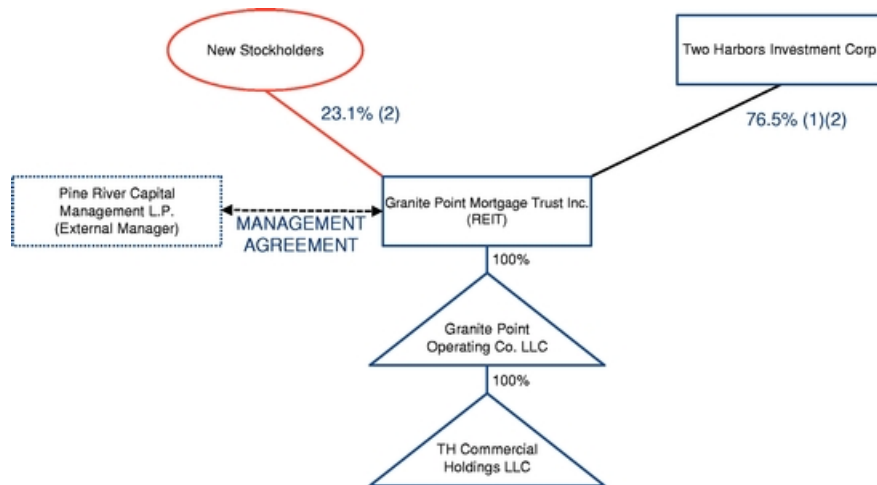 New Stockholders
Two Harbors Investment Corp
23.1% (2)
76.5% (1)(2)
Pine River Capital
Management L.P.
(External Manager)
MANAGEMENT
AGREEMENT
Granite Point Mortgage Trust Inc.
(REIT)
100%
Granite Point
Operating Co. LLC
100%
TH Commercial
Holdings LLC